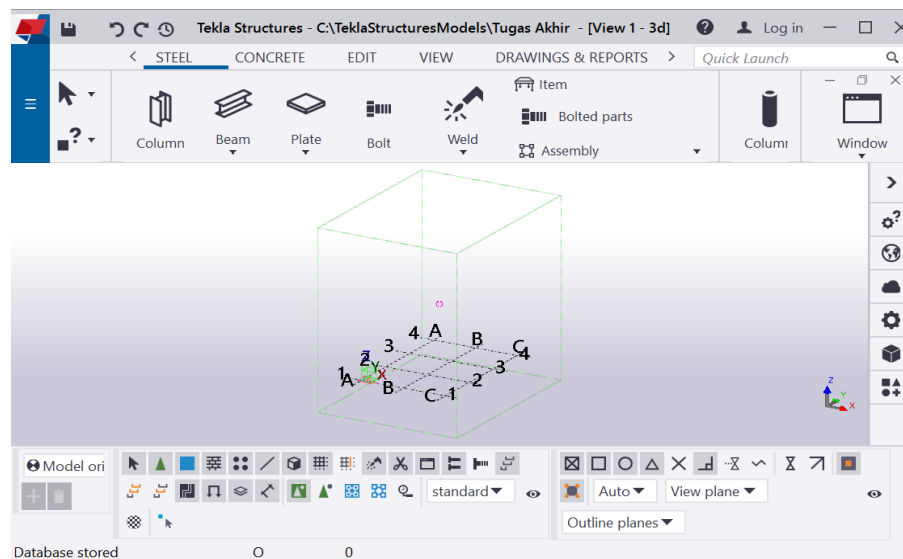 Tekla Structures - C:\TeklaStructuresModels\Tugas Akhir - [View 1 - 3d]
Log in
STEEL CONCRETE EDIT VIEW DRAWINGS & REPORTS
Quick Launch
Item
Bolted parts
Assembly
Column Beam Plate Bolt Weld
Window
4 A
B
C
4
3
2
1
A
B
C
1
2
3
Z
Y
X
Z
Y
X
Model ori
standard
Auto
View plane
Outline planes
Database stored O 0